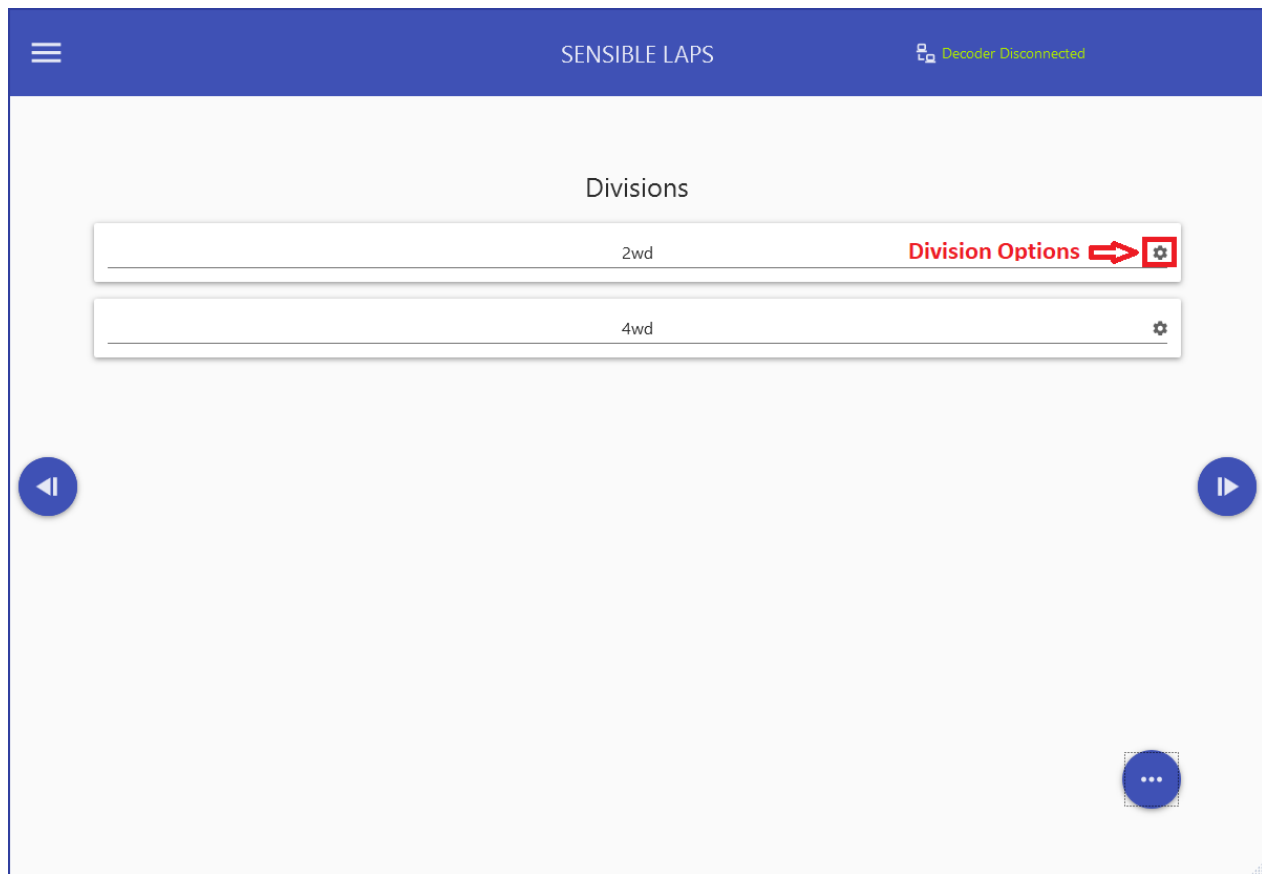 SENSIBLE LAPS
Decoder Disconnected
Divisions
2wd
Division Options
4wd